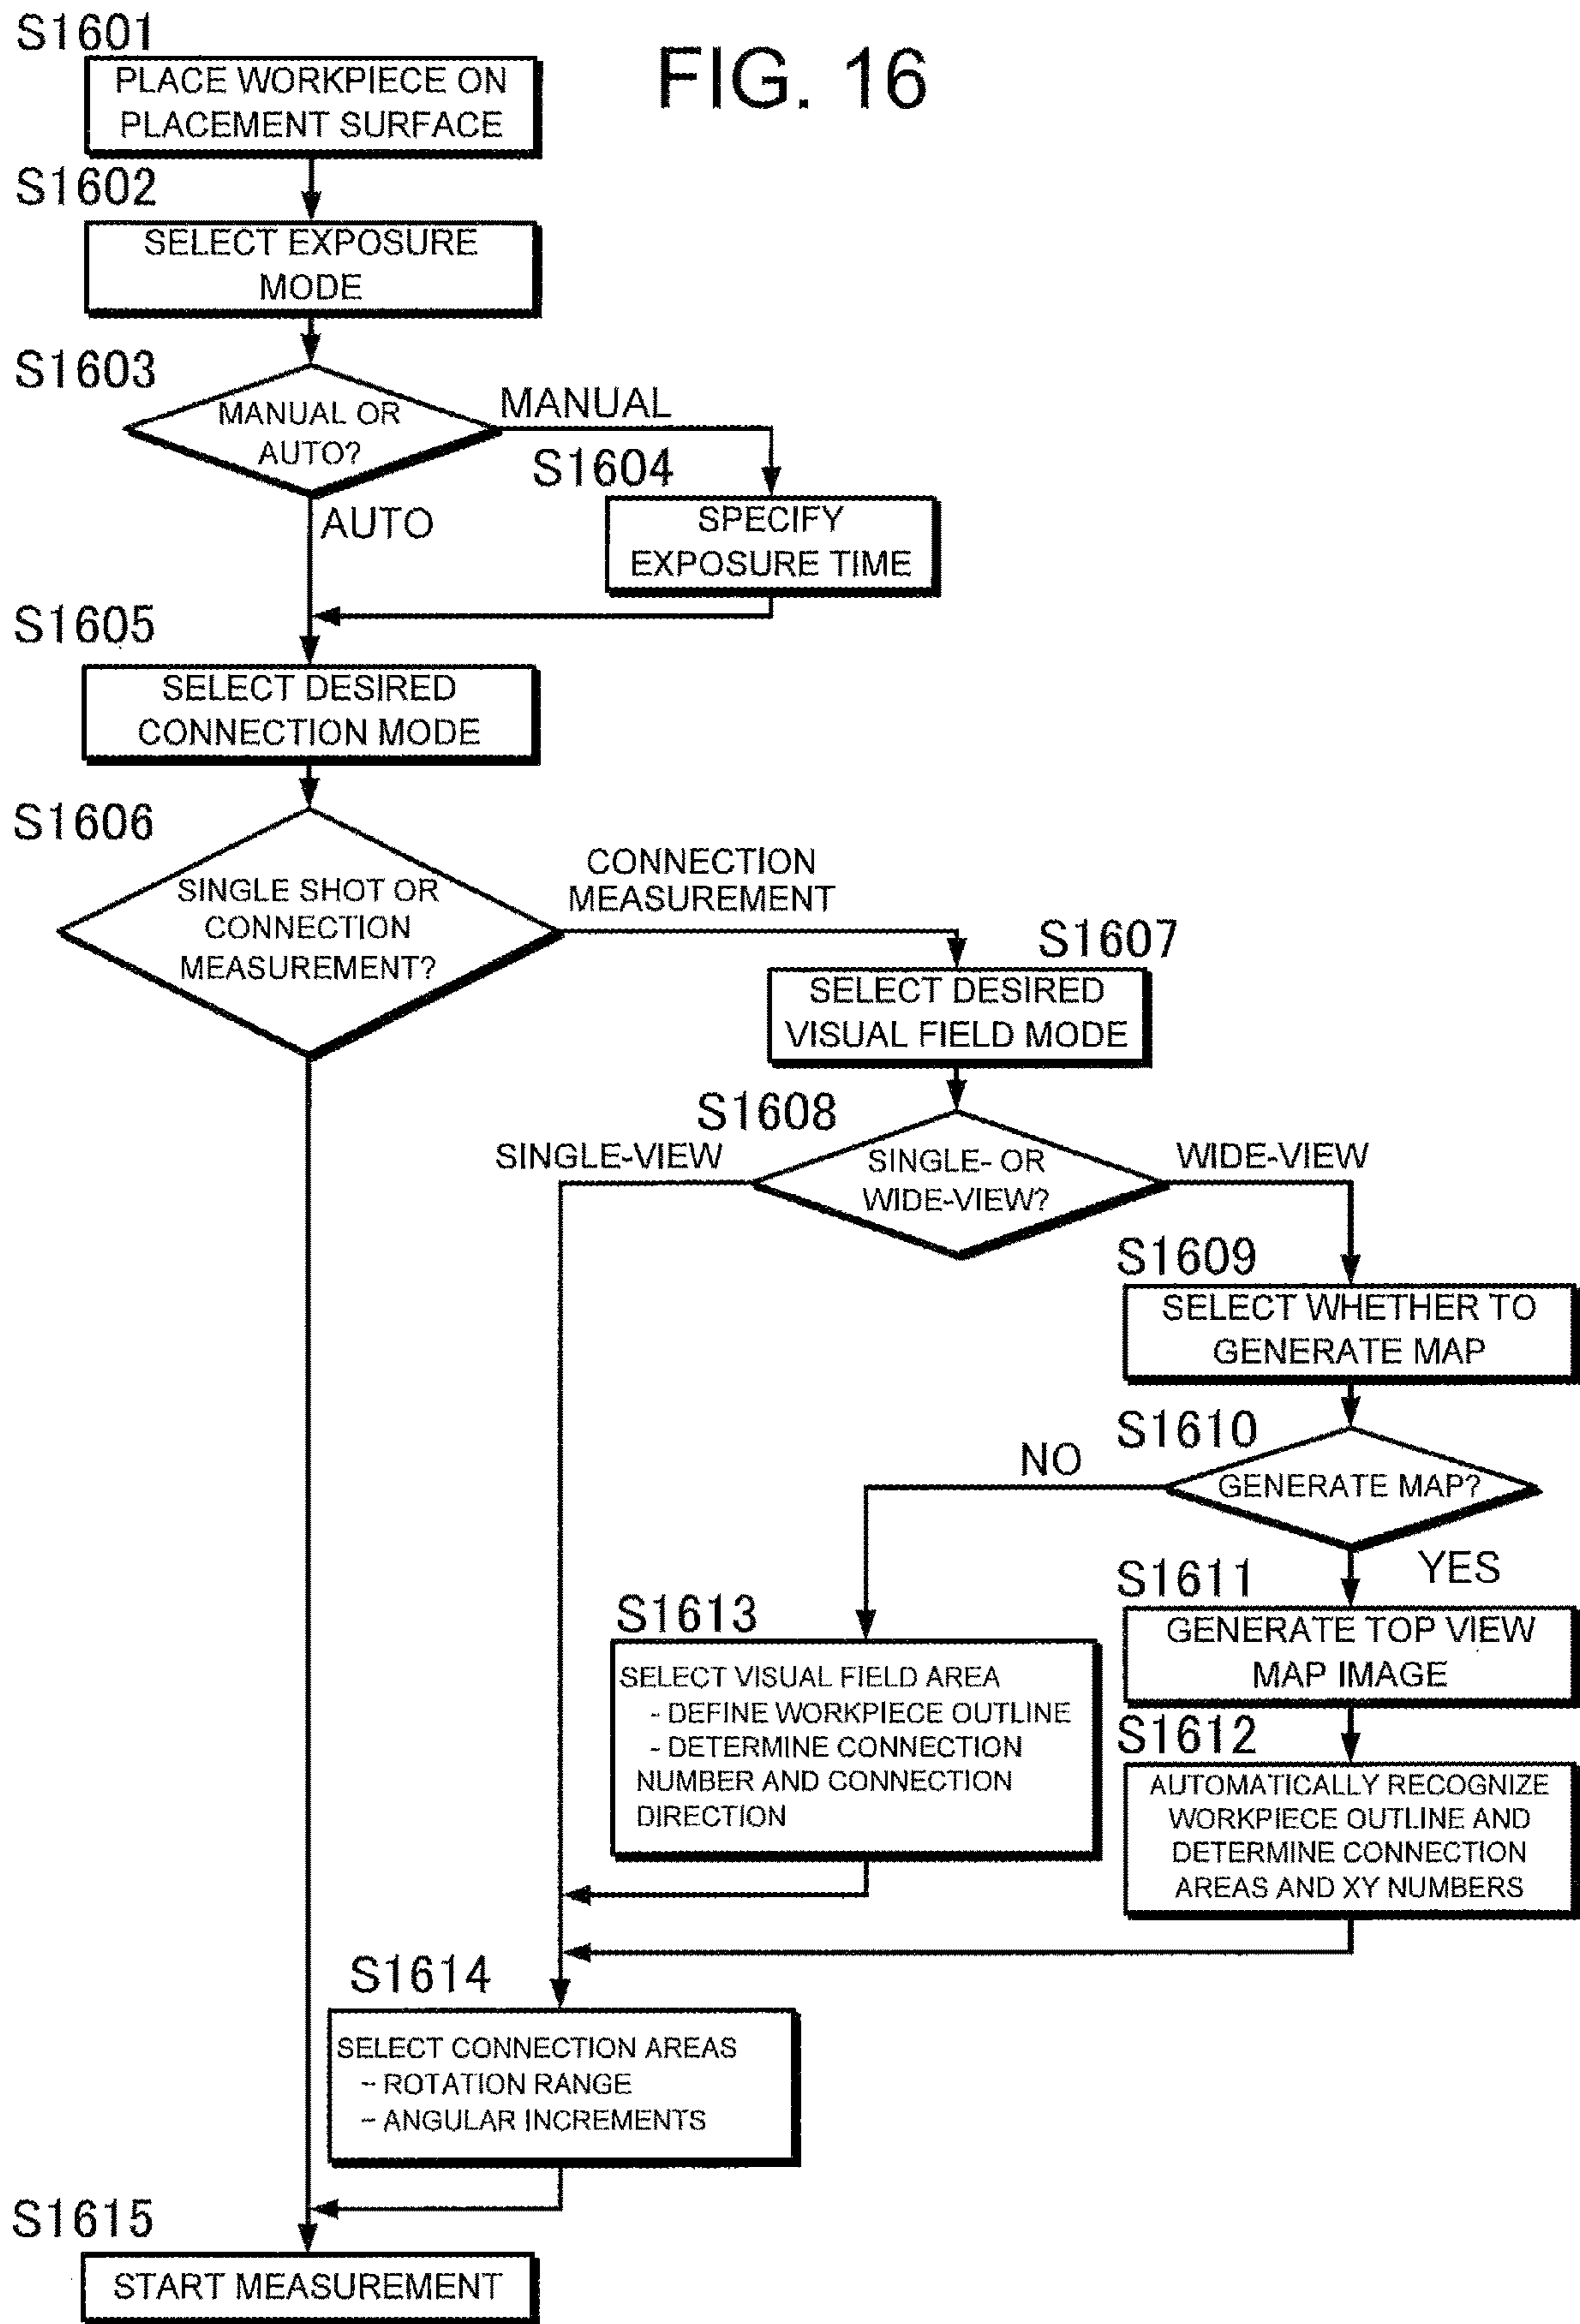 FIG. 16
S1601
PLACE WORKPIECE ON
PLACEMENT SURFACE
S1602
SELECT EXPOSURE
MODE
S1603
MANUAL OR
AUTO?
MANUAL
AUTO
S1604
SPECIFY
EXPOSURE TIME
S1605
SELECT DESIRED
CONNECTION MODE
S1606
SINGLE SHOT OR
CONNECTION
MEASUREMENT?
CONNECTION
MEASUREMENT
S1607
SELECT DESIRED
VISUAL FIELD MODE
S1608
SINGLE- OR
WIDE-VIEW?
SINGLE-VIEW
WIDE-VIEW
S1609
SELECT WHETHER TO
GENERATE MAP
S1610
GENERATE MAP?
NO
YES
S1611
GENERATE TOP VIEW
MAP IMAGE
S1612
AUTOMATICALLY RECOGNIZE
WORKPIECE OUTLINE AND
DETERMINE CONNECTION
AREAS AND XY NUMBERS
S1613
SELECT VISUAL FIELD AREA
- DEFINE WORKPIECE OUTLINE
- DETERMINE CONNECTION
NUMBER AND CONNECTION
DIRECTION
S1614
SELECT CONNECTION AREAS
- ROTATION RANGE
- ANGULAR INCREMENTS
S1615
START MEASUREMENT